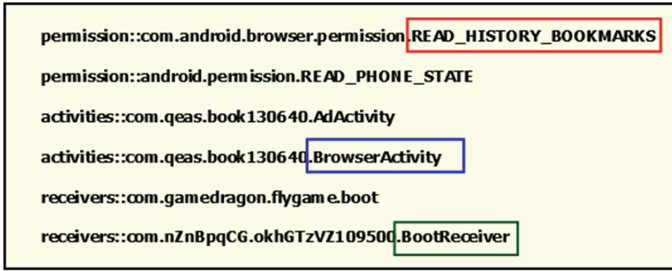 permission::com.android.browser.permission.READ_HISTORY_BOOKMARKS
permission::android.permission.READ_PHONE_STATE
activities::com.qeas.book130640.AdActivity
activities::com.qeas.book130640.BrowserActivity
receivers::com.gamedragon.flygame.boot
receivers::com.nZnBpqCG.okhGTzVZ109500.BootReceiver